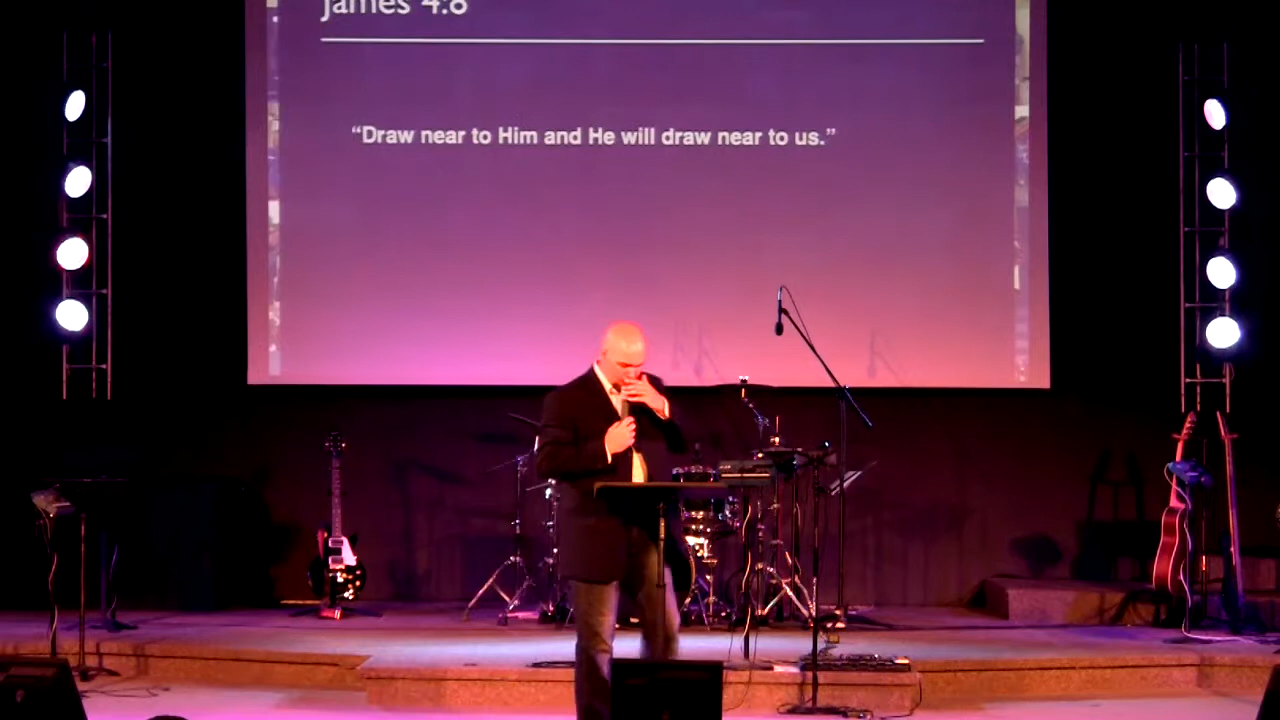 James 4:8
“Draw near to Him and He will draw near to us.”